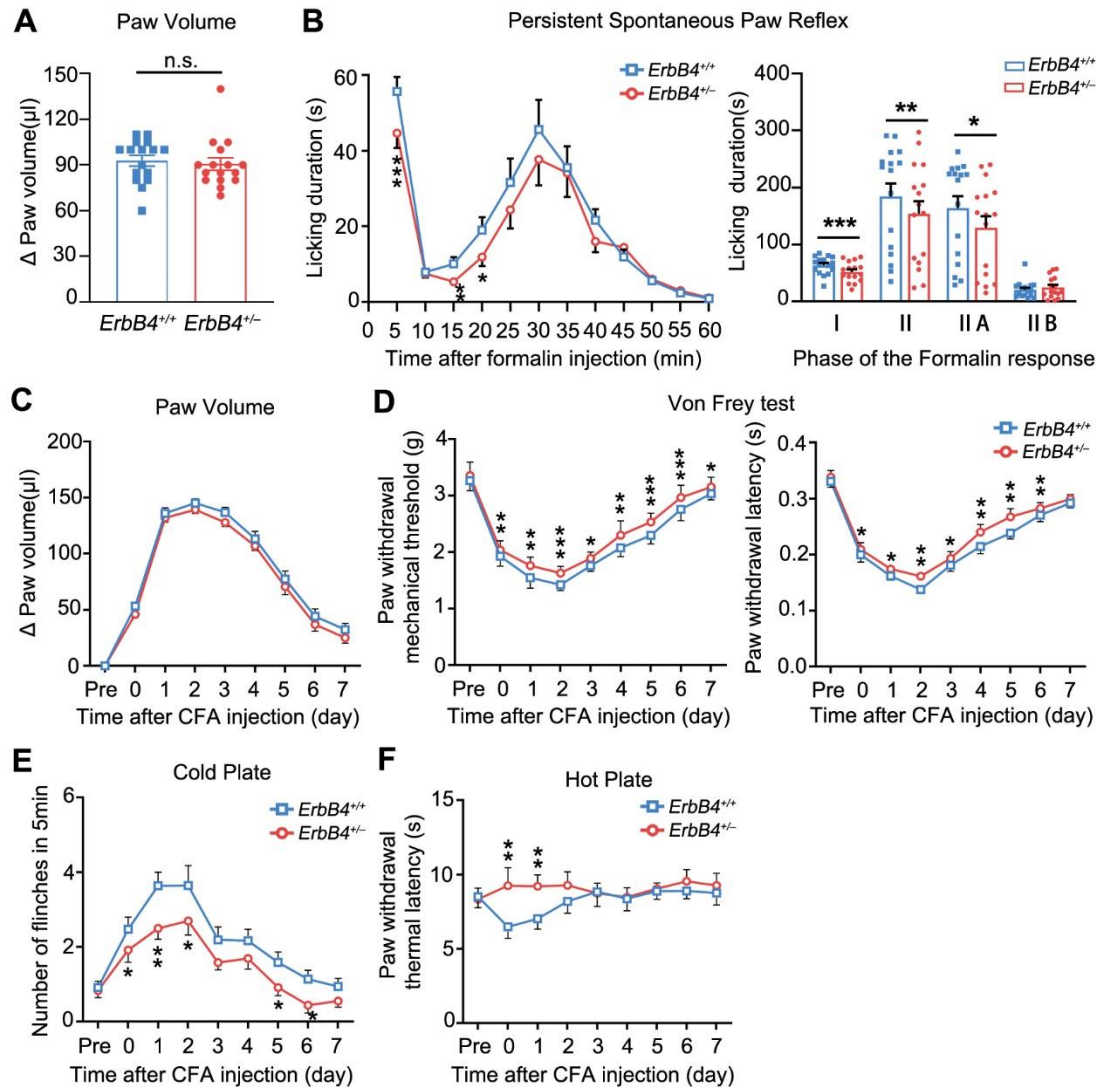 A
Paw Volume
n.s.
Δ Paw volume(µl)
150
120
90
60
30
0
ErbB4+/+
ErbB4+/−
B
Persistent Spontaneous Paw Reflex
ErbB4+/+
ErbB4+/−
Licking duration (s)
60
40
20
0
***
**
*
0 5 10 15 20 25 30 35 40 45 50 55 60
Time after formalin injection (min)
ErbB4+/+
ErbB4+/−
Licking duration(s)
400
300
200
100
0
***
**
*
I II II A II B
Phase of the Formalin response
C
Paw Volume
Δ Paw volume(µl)
200
150
100
50
0
Pre 0 1 2 3 4 5 6 7
Time after CFA injection (day)
D
Von Frey test
Paw withdrawal
mechanical threshold (g)
4
3
2
1
0
** ** *** * ** *** *** *
Pre 0 1 2 3 4 5 6 7
Time after CFA injection (day)
ErbB4+/+
ErbB4+/−
Paw withdrawal latency (s)
0.4
0.3
0.2
0.1
0.0
* * ** * ** ** **
Pre 0 1 2 3 4 5 6 7
Time after CFA injection (day)
E
Cold Plate
ErbB4+/+
ErbB4+/−
Number of flinches in 5min
6
4
2
0
* ** * * *
Pre 0 1 2 3 4 5 6 7
Time after CFA injection (day)
F
Hot Plate
ErbB4+/+
ErbB4+/−
Paw withdrawal
thermal latency (s)
15
10
5
0
** **
Pre 0 1 2 3 4 5 6 7
Time after CFA injection (day)